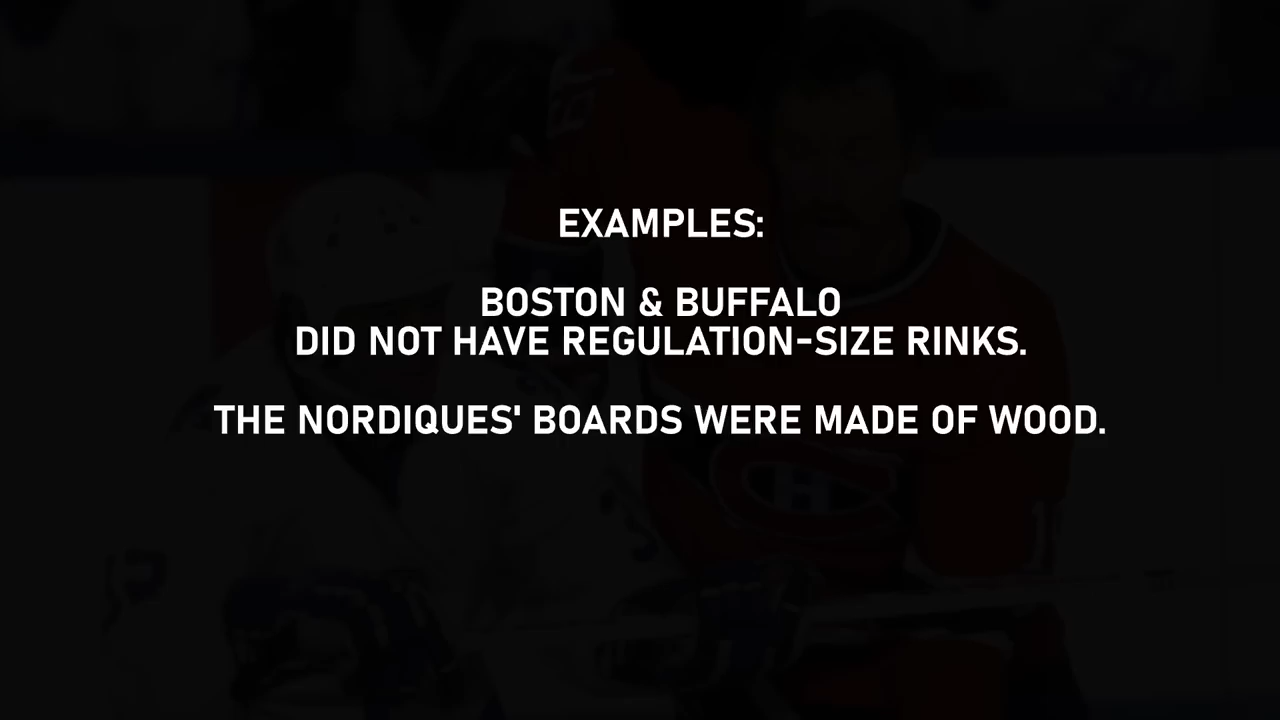 EXAMPLES:
BOSTON & BUFFALO
DID NOT HAVE REGULATION-SIZE RINKS.
THE NORDIQUES' BOARDS WERE MADE OF WOOD.